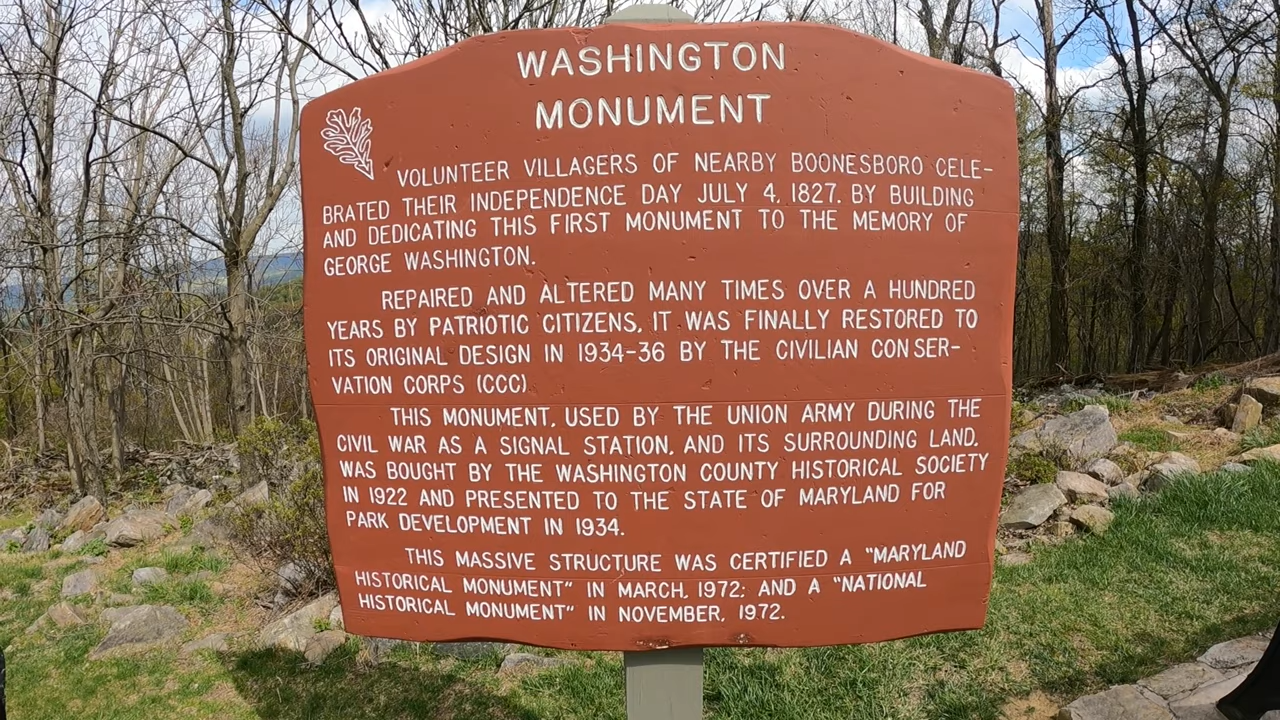 WASHINGTON
MONUMENT
VOLUNTEER VILLAGERS OF NEARBY BOONESBORO CELE-
BRATED THEIR INDEPENDENCE DAY JULY 4, 1827, BY BUILDING
AND DEDICATING THIS FIRST MONUMENT TO THE MEMORY OF
GEORGE WASHINGTON.
REPAIRED AND ALTERED MANY TIMES OVER A HUNDRED
YEARS BY PATRIOTIC CITIZENS, IT WAS FINALLY RESTORED TO
ITS ORIGINAL DESIGN IN 1934-36 BY THE CIVILIAN CONSER-
VATION CORPS (CCC)
THIS MONUMENT, USED BY THE UNION ARMY DURING THE
CIVIL WAR AS A SIGNAL STATION, AND ITS SURROUNDING LAND,
WAS BOUGHT BY THE WASHINGTON COUNTY HISTORICAL SOCIETY
IN 1922 AND PRESENTED TO THE STATE OF MARYLAND FOR
PARK DEVELOPMENT IN 1934.
THIS MASSIVE STRUCTURE WAS CERTIFIED A "MARYLAND
HISTORICAL MONUMENT" IN MARCH, 1972; AND A "NATIONAL
HISTORICAL MONUMENT" IN NOVEMBER, 1972.